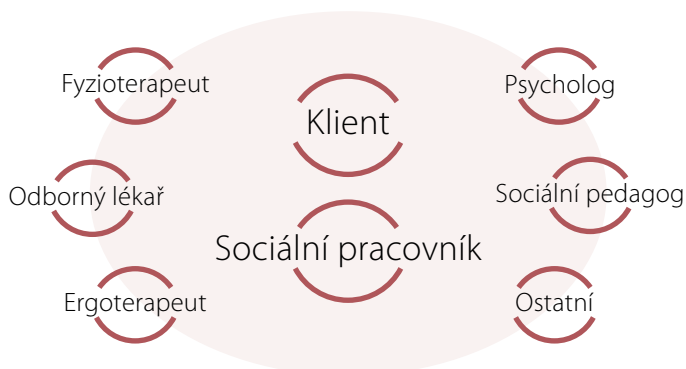 Fyzioterapeut
Psycholog
Klient
Odborný lékař
Sociální pedagog
Sociální pracovník
Ergoterapeut
Ostatní